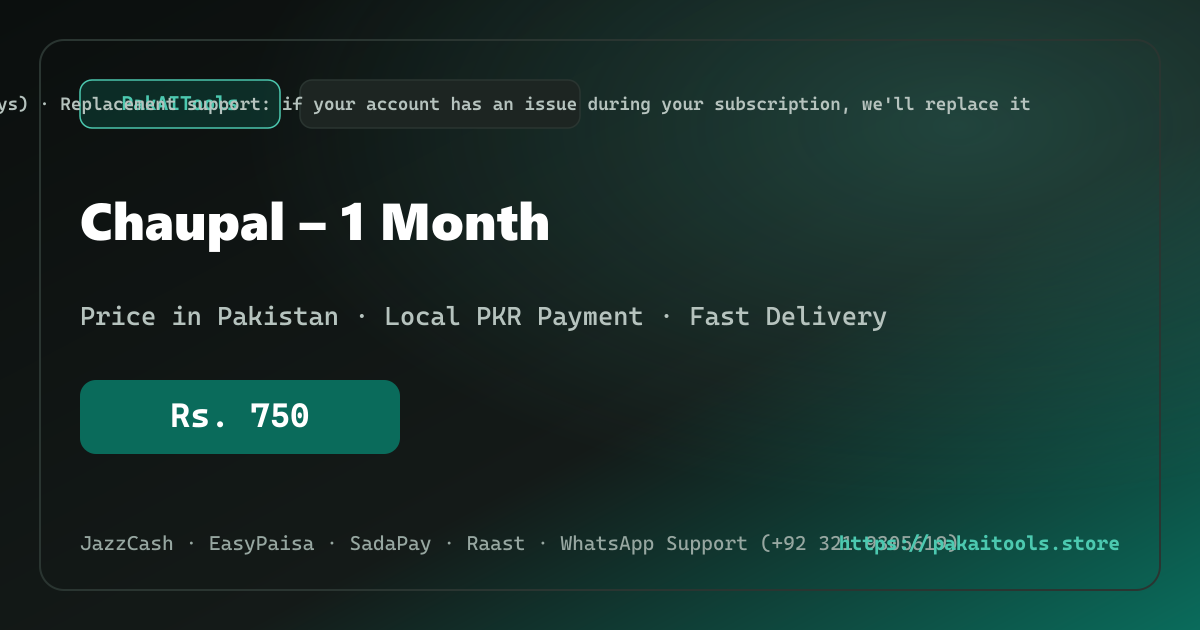 ys) · Replacement support: if your account has an issue during your subscription, we'll replace it
PakAITools
Chaupal – 1 Month
Price in Pakistan · Local PKR Payment · Fast Delivery
Rs. 750
JazzCash · EasyPaisa · SadaPay · Raast · WhatsApp Support (+92 321
https://pakaitools.store